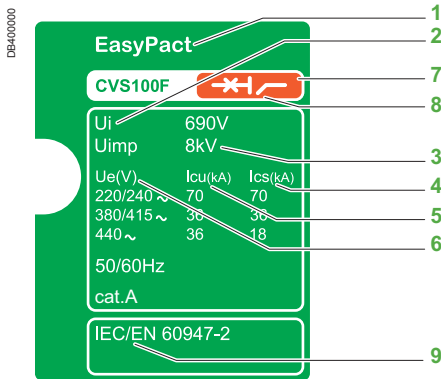 DB400000
EasyPact 1
2
CVS100F 7
8
Ui 690V
Uimp 8kV 3
Ue(V) Icu(kA) Ics(kA) 4
220/240 ~ 70 70 5
380/415 ~ 36 36
440 ~ 36 18 6
50/60Hz
cat.A
IEC/EN 60947-2
9